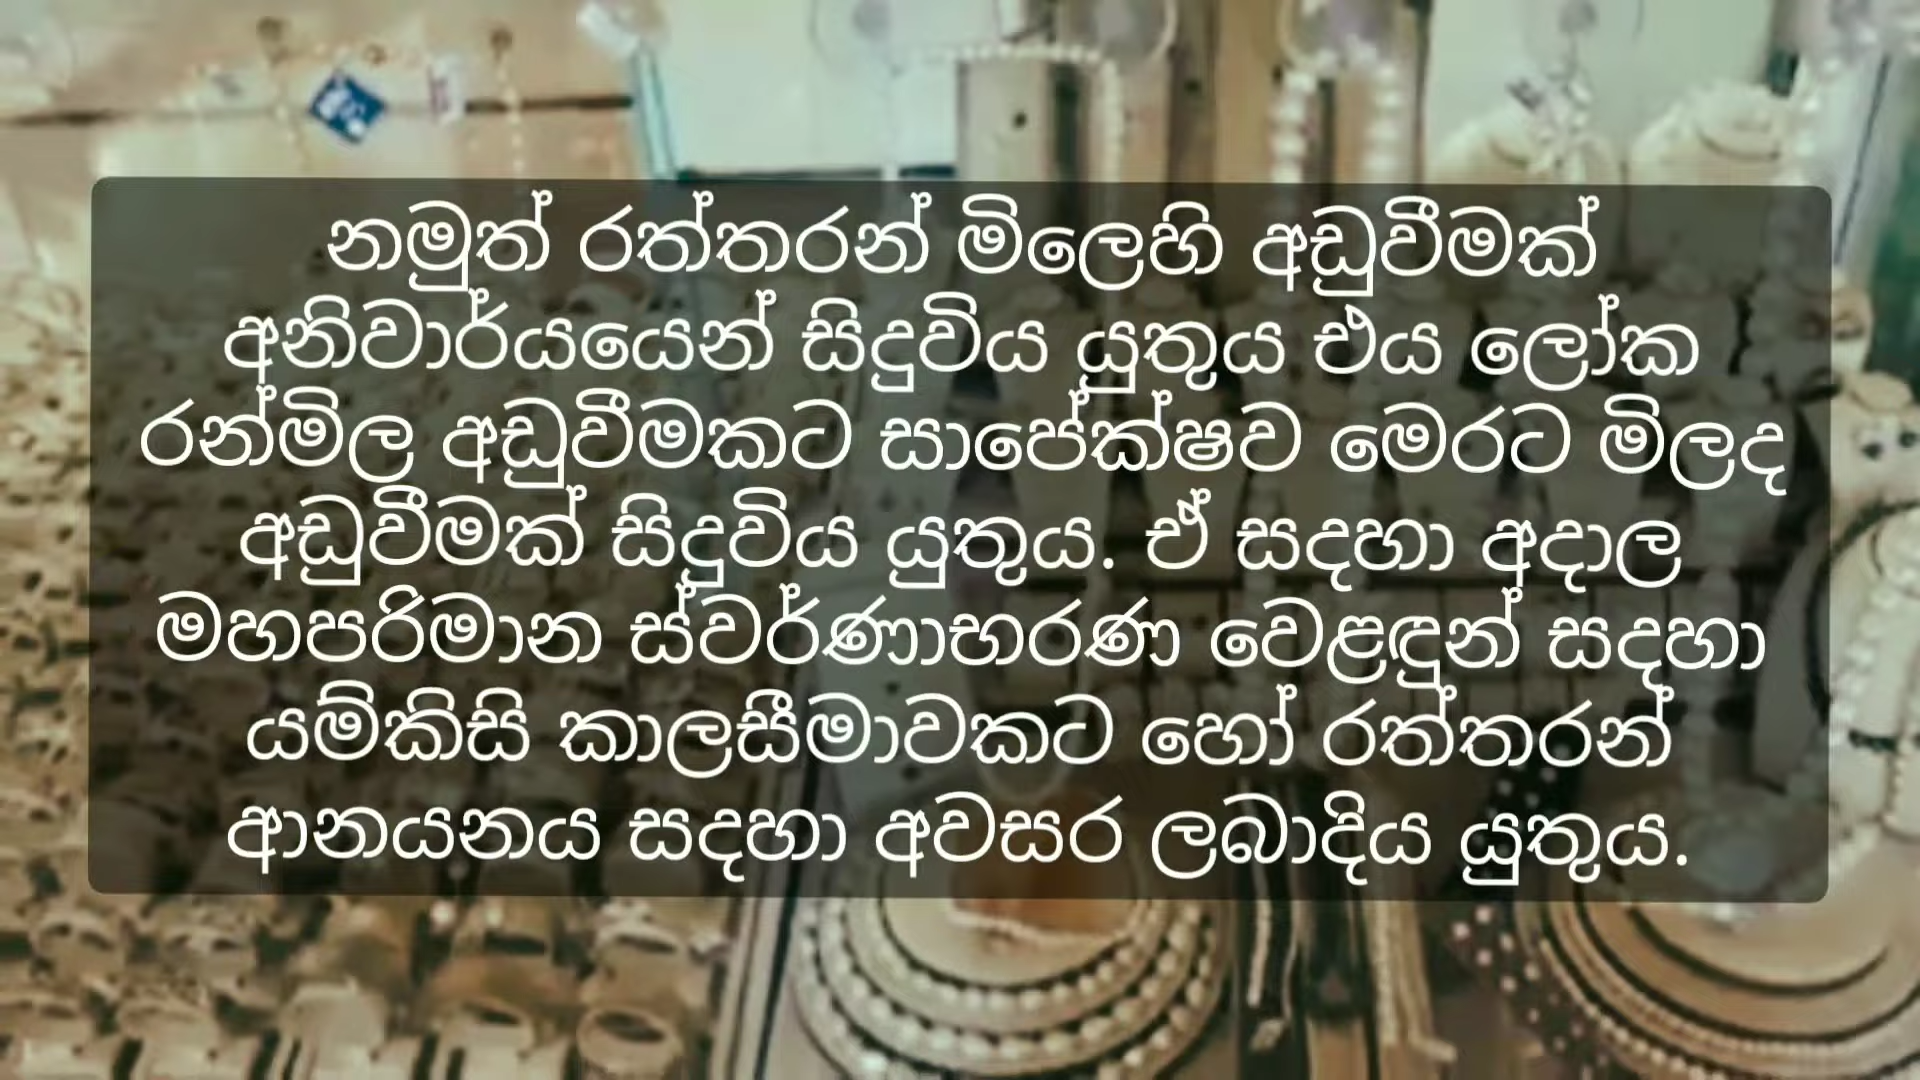 නමුත් රත්තරන් මිලෙහි අඩුවීමක්
අනිවාර්යයෙන් සිදුවිය යුතුය එය ලෝක
රන්මිල අඩුවීමකට සාපේක්ෂව මෙරට මිලද
අඩුවීමක් සිදුවිය යුතුය. ඒ සදහා අදාල
මහපරිමාන ස්වර්ණාභරණ වෙළඳුන් සදහා
යම්කිසි කාලසීමාවකට හෝ රත්තරන්
ආනයනය සදහා අවසර ලබාදිය යුතුය.